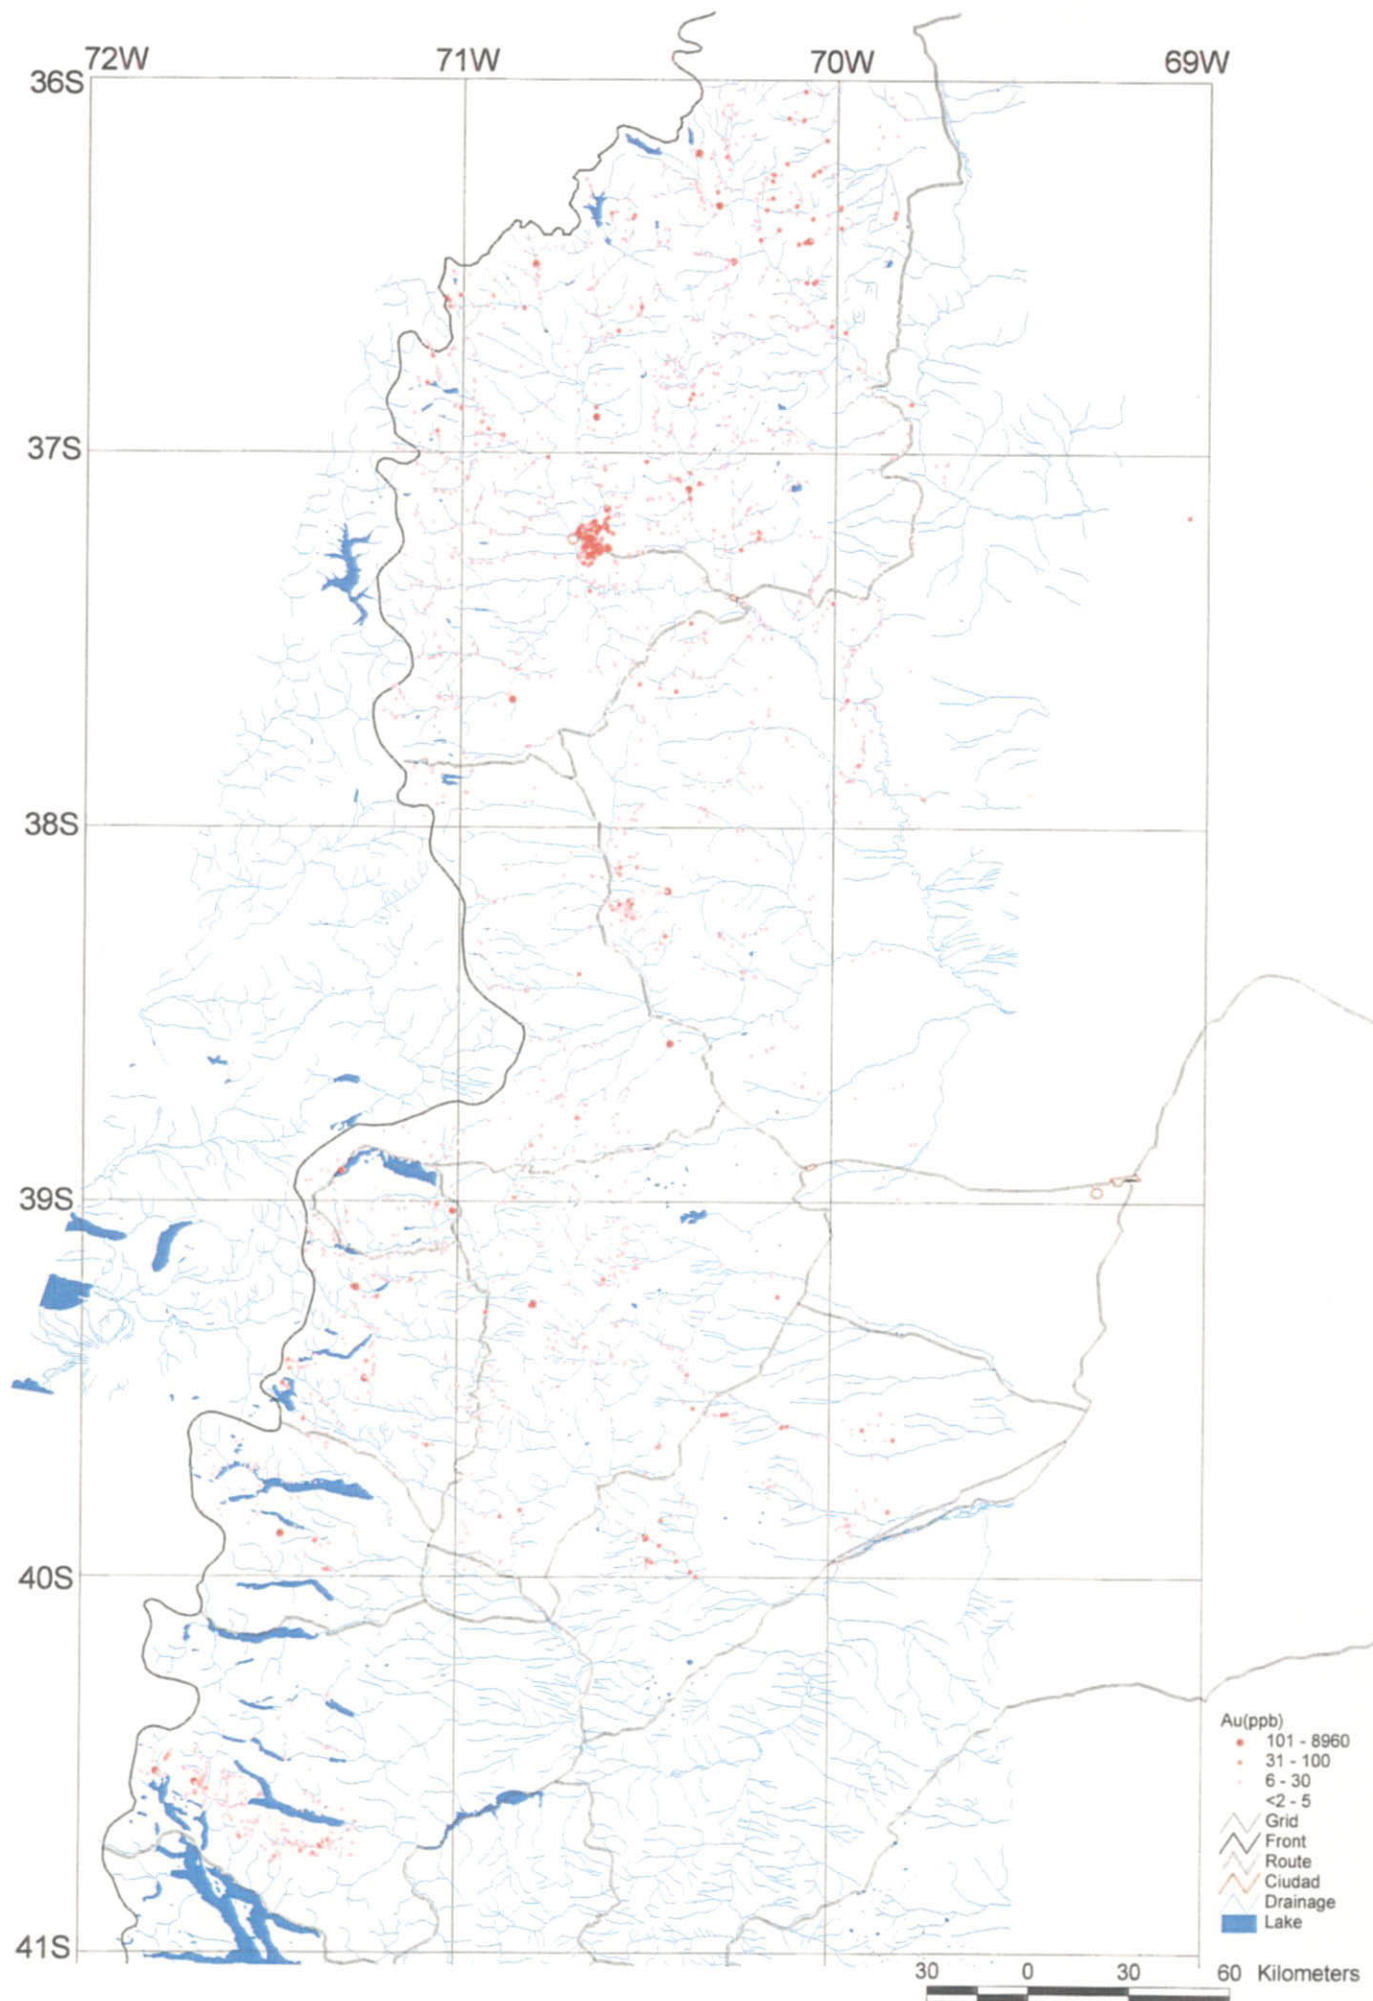 72W 71W 70W 69W
36S
37S
38S
39S
40S
41S
Au(ppb)
101 - 8960
31 - 100
6 - 30
<2 - 5
Grid
Front
Route
Ciudad
Drainage
Lake
30 0 30 60 Kilometers